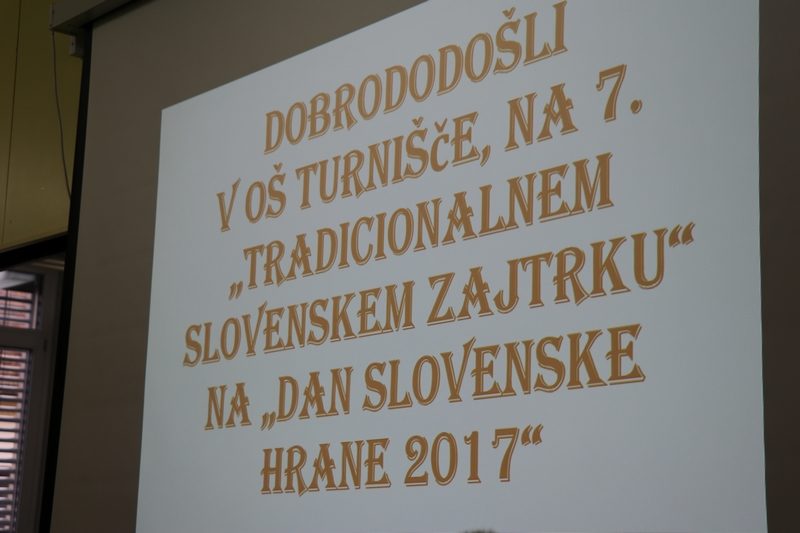 DOBRODODOŠLI
V OŠ TURNIŠČE, NA 7.
„TRADICIONALNEM
SLOVENSKEM ZAJTRKU“
NA „DAN SLOVENSKE
HRANE 2017“